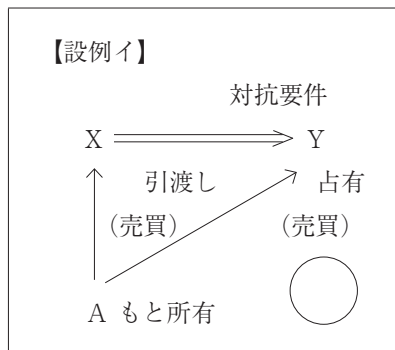 【設例イ】
対抗要件
X Y
引渡し 占有
（売買） （売買）
A もと所有